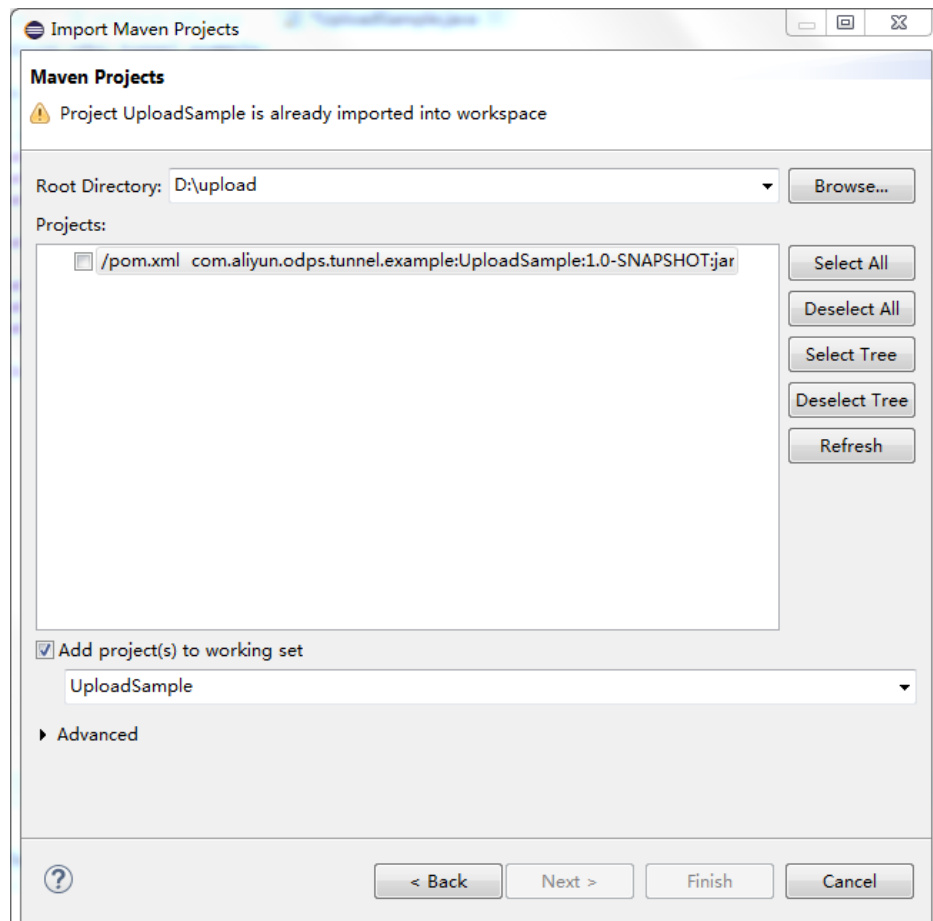 Import Maven Projects
Maven Projects
Project UploadSample is already imported into workspace
Root Directory: D:\upload Browse...
Projects:
/pom.xml com.aliyun.odps.tunnel.example:UploadSample:1.0-SNAPSHOT:jar
Select All
Deselect All
Select Tree
Deselect Tree
Refresh
Add project(s) to working set
UploadSample
Advanced
? < Back Next > Finish Cancel